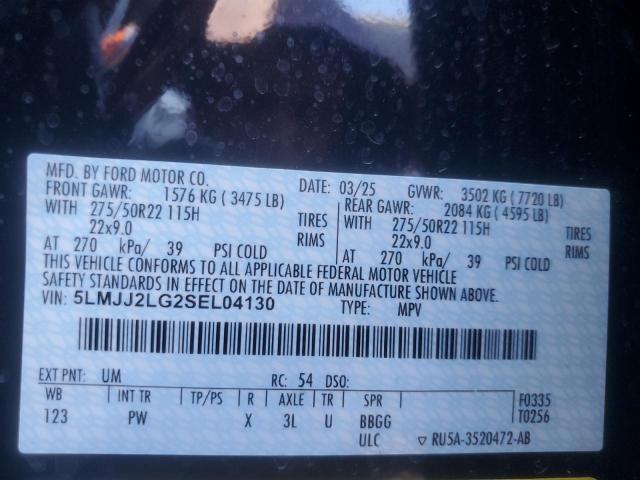 MFD. BY FORD MOTOR CO.
DATE: 03/25 GVWR: 3502 KG ( 7720 LB)
FRONT GAWR: 1576 KG ( 3475 LB) REAR GAWR: 2084 KG ( 4595 LB)
WITH 275/50R22 115H TIRES WITH 275/50R22 115H TIRES
22x9.0 RIMS 22x9.0 RIMS
AT 270 kPa/ 39 PSI COLD AT 270 kPa/ 39 PSI COLD
THIS VEHICLE CONFORMS TO ALL APPLICABLE FEDERAL MOTOR VEHICLE
SAFETY STANDARDS IN EFFECT ON THE DATE OF MANUFACTURE SHOWN ABOVE.
VIN: 5LMJJ2LG2SEL04130 TYPE: MPV
EXT PNT: UM RC: 54 DSO:
WB INT TR TP/PS R AXLE TR SPR F0335
123 PW X 3L U BBGG T0256
ULC ▽ RU5A-3520472-AB